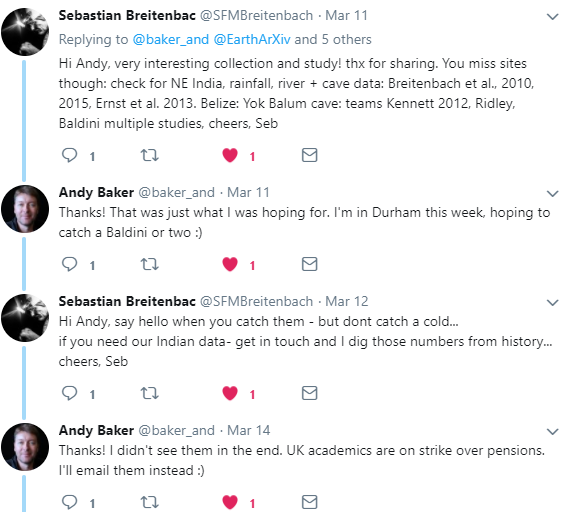 Sebastian Breitenbac @SFMBreitenbach · Mar 11
Replying to @baker_and @EarthArXiv and 5 others
Hi Andy, very interesting collection and study! thx for sharing. You miss sites
though: check for NE India, rainfall, river + cave data: Breitenbach et al., 2010,
2015, Ernst et al. 2013. Belize: Yok Balum cave: teams Kennett 2012, Ridley,
Baldini multiple studies, cheers, Seb
1 1
Andy Baker @baker_and · Mar 11
Thanks! That was just what I was hoping for. I'm in Durham this week, hoping to
catch a Baldini or two :)
1 1
Sebastian Breitenbac @SFMBreitenbach · Mar 12
Hi Andy, say hello when you catch them - but dont catch a cold...
if you need our Indian data- get in touch and I dig those numbers from history...
cheers, Seb
1 1
Andy Baker @baker_and · Mar 14
Thanks! I didn't see them in the end. UK academics are on strike over pensions.
I'll email them instead :)
1 1